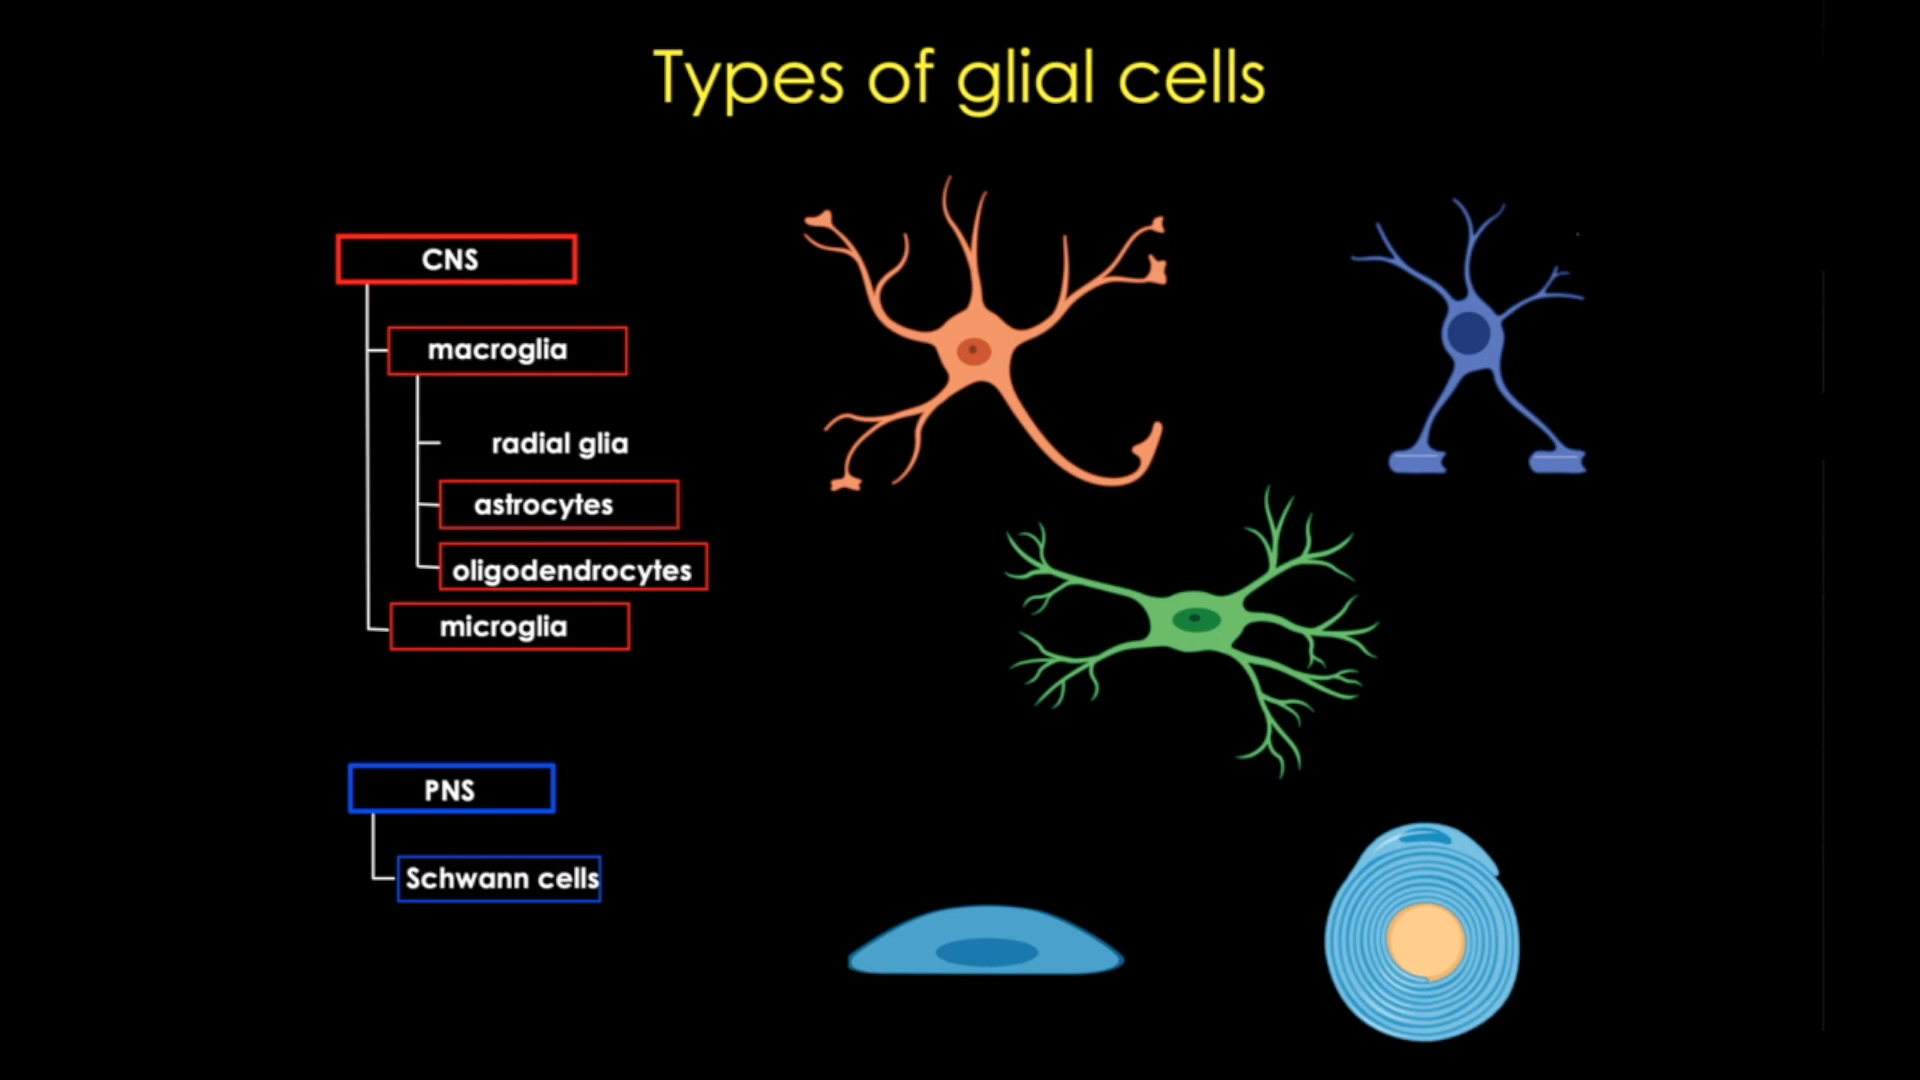 Types of glial cells
CNS
macroglia
radial glia
astrocytes
oligodendrocytes
microglia
PNS
Schwann cells